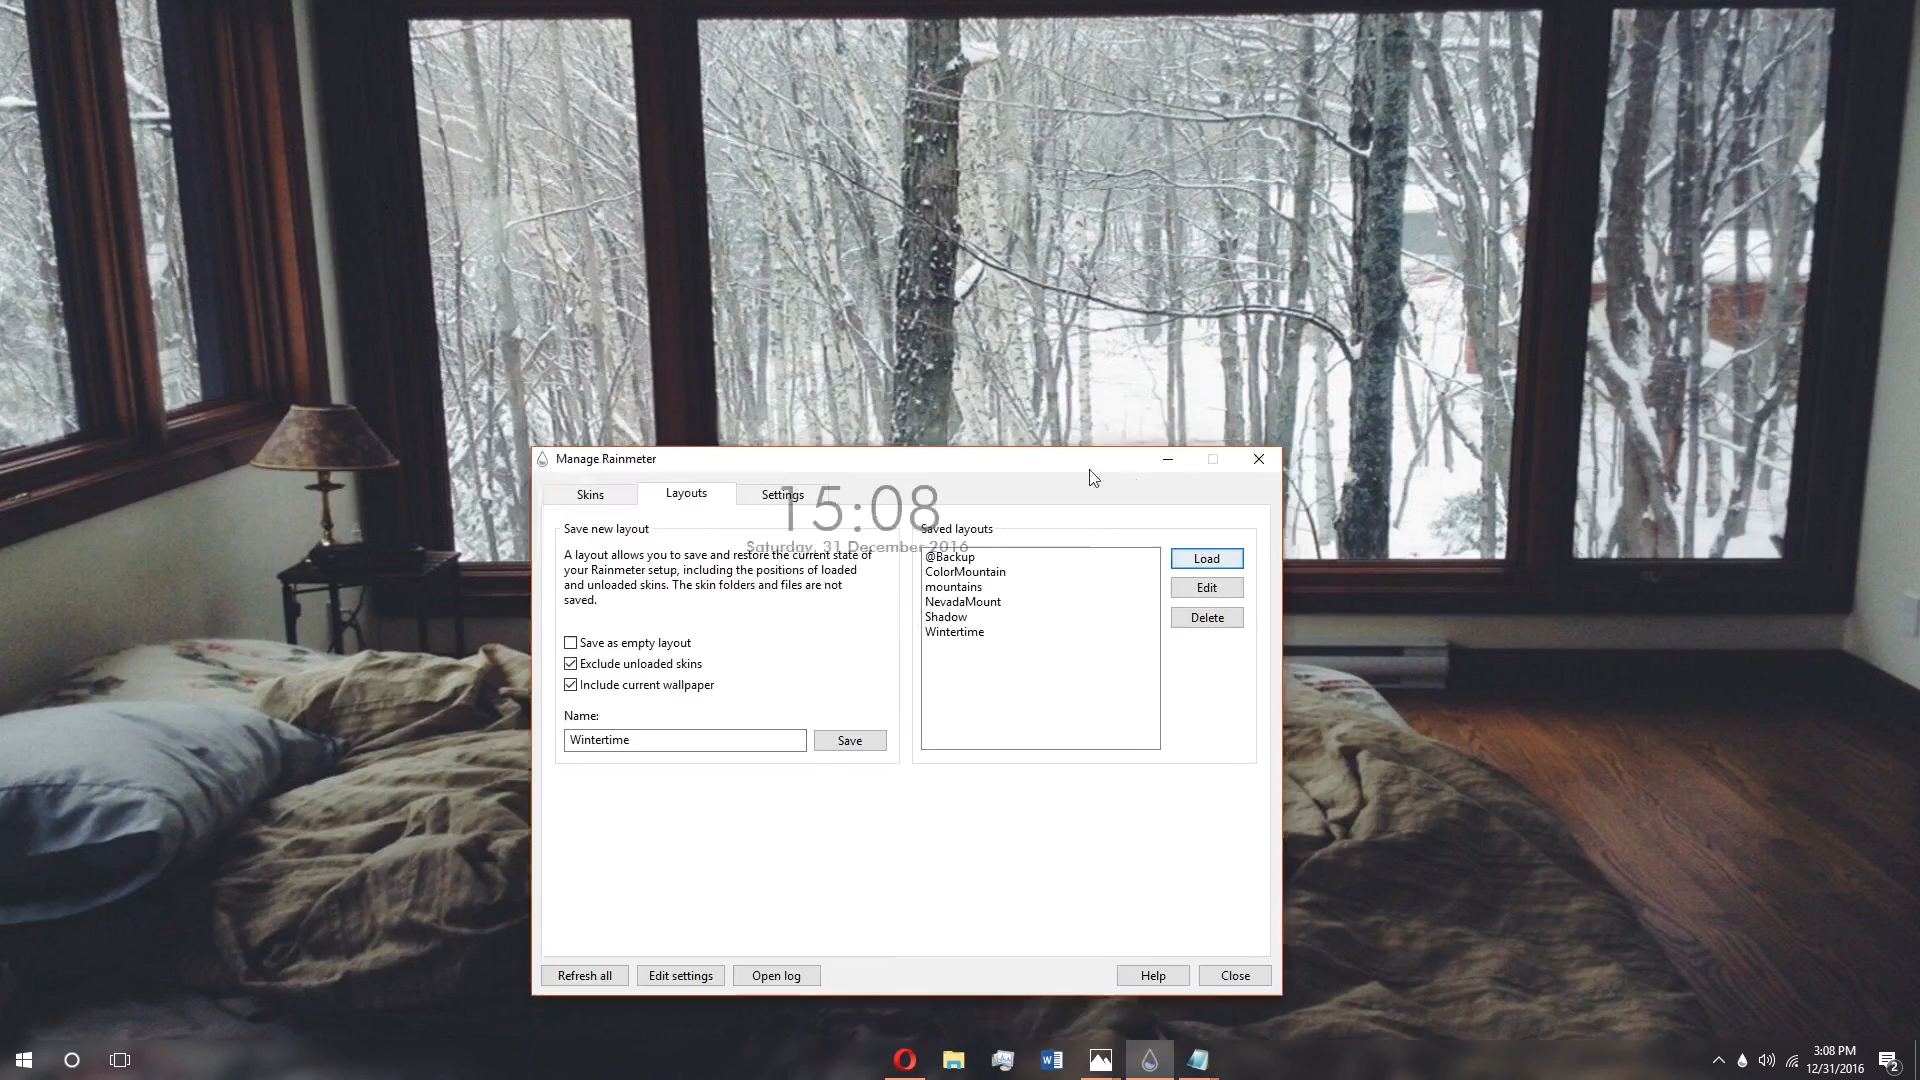 Manage Rainmeter
Skins
Layouts
Settings
15:08
Saturday, 31 December 2016
Save new layout
A layout allows you to save and restore the current state of
your Rainmeter setup, including the positions of loaded
and unloaded skins. The skin folders and files are not
saved.
Save as empty layout
Exclude unloaded skins
Include current wallpaper
Name:
Wintertime
Save
Saved layouts
@Backup
ColorMountain
mountains
NevadaMount
Shadow
Wintertime
Load
Edit
Delete
Refresh all
Edit settings
Open log
Help
Close
3:08 PM
12/31/2016
2